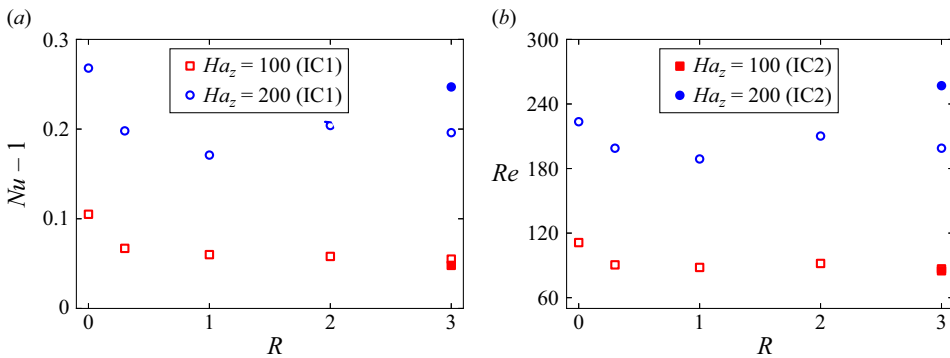 (a)
(b)
0.3
Ha_z = 100 (IC1)
Ha_z = 200 (IC1)
0.2
Nu – 1
0.1
0
0 1 2 3
R
300
Ha_z = 100 (IC2)
Ha_z = 200 (IC2)
240
180
Re
120
60
0 1 2 3
R